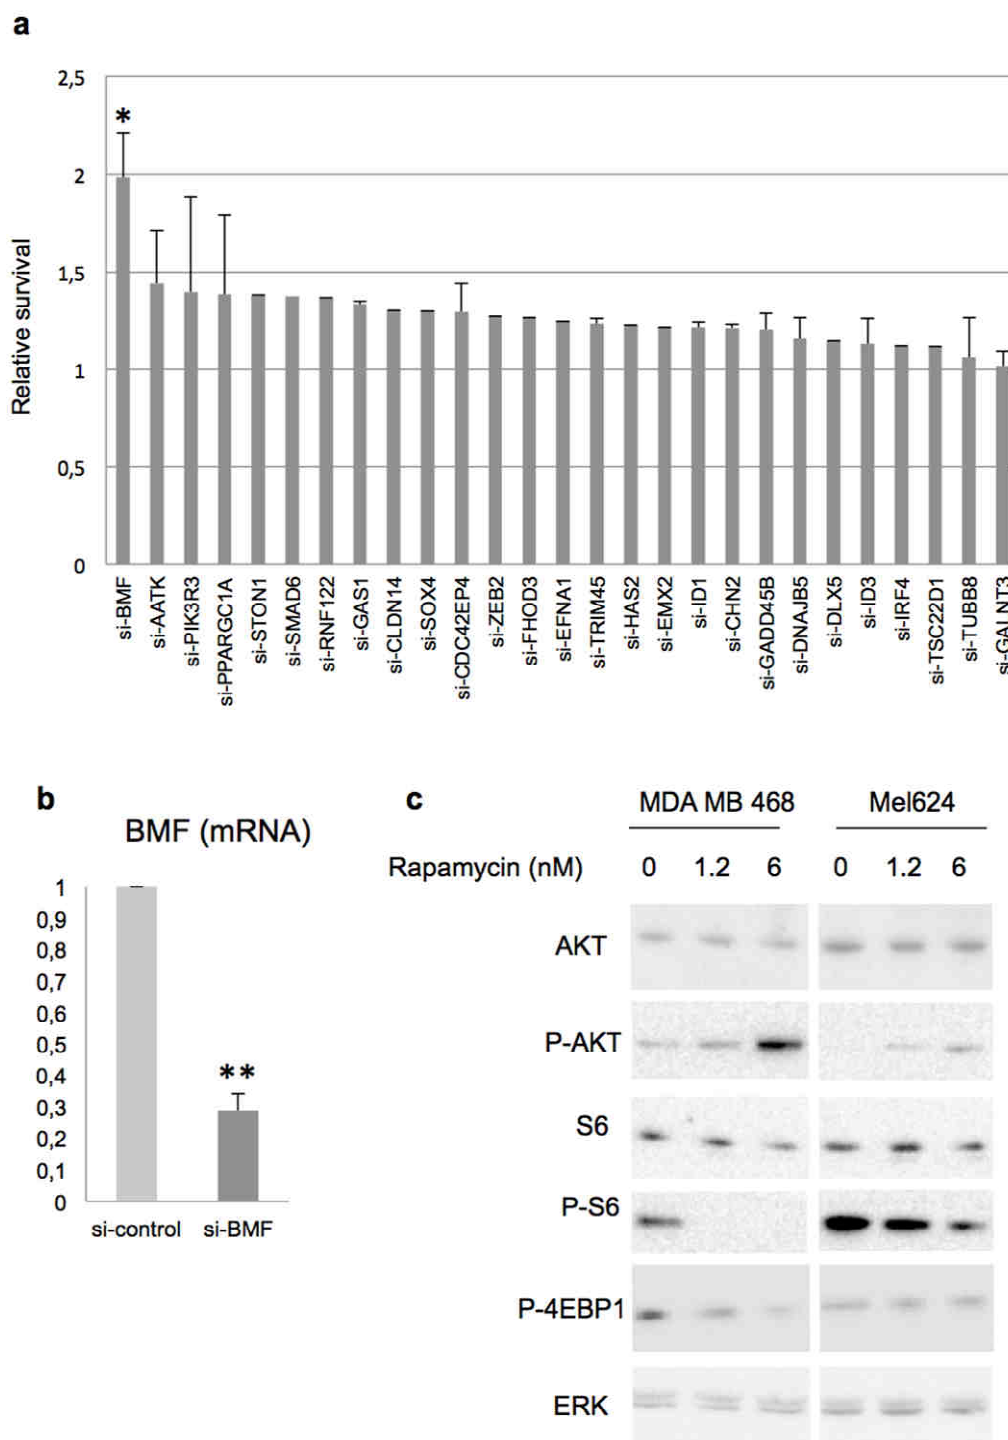 a
2,5
2
1,5
1
0,5
0
Relative survival
*
si-BMF
si-AATK
si-PIK3R3
si-PPARGC1A
si-STON1
si-SMAD6
si-RNF122
si-GAS1
si-CLDN14
si-SOX4
si-CDC42EP4
si-ZEB2
si-FHOD3
si-EFNA1
si-TRIM45
si-HAS2
si-EMX2
si-ID1
si-CHN2
si-GADD45B
si-DNAJB5
si-DLX5
si-ID3
si-IRF4
si-TSC22D1
si-TUBB8
si-GALNT3
b
BMF (mRNA)
1
0,9
0,8
0,7
0,6
0,5
0,4
0,3
0,2
0,1
0
**
si-control si-BMF
c
MDA MB 468 Mel624
Rapamycin (nM) 0 1.2 6 0 1.2 6
AKT
P-AKT
S6
P-S6
P-4EBP1
ERK